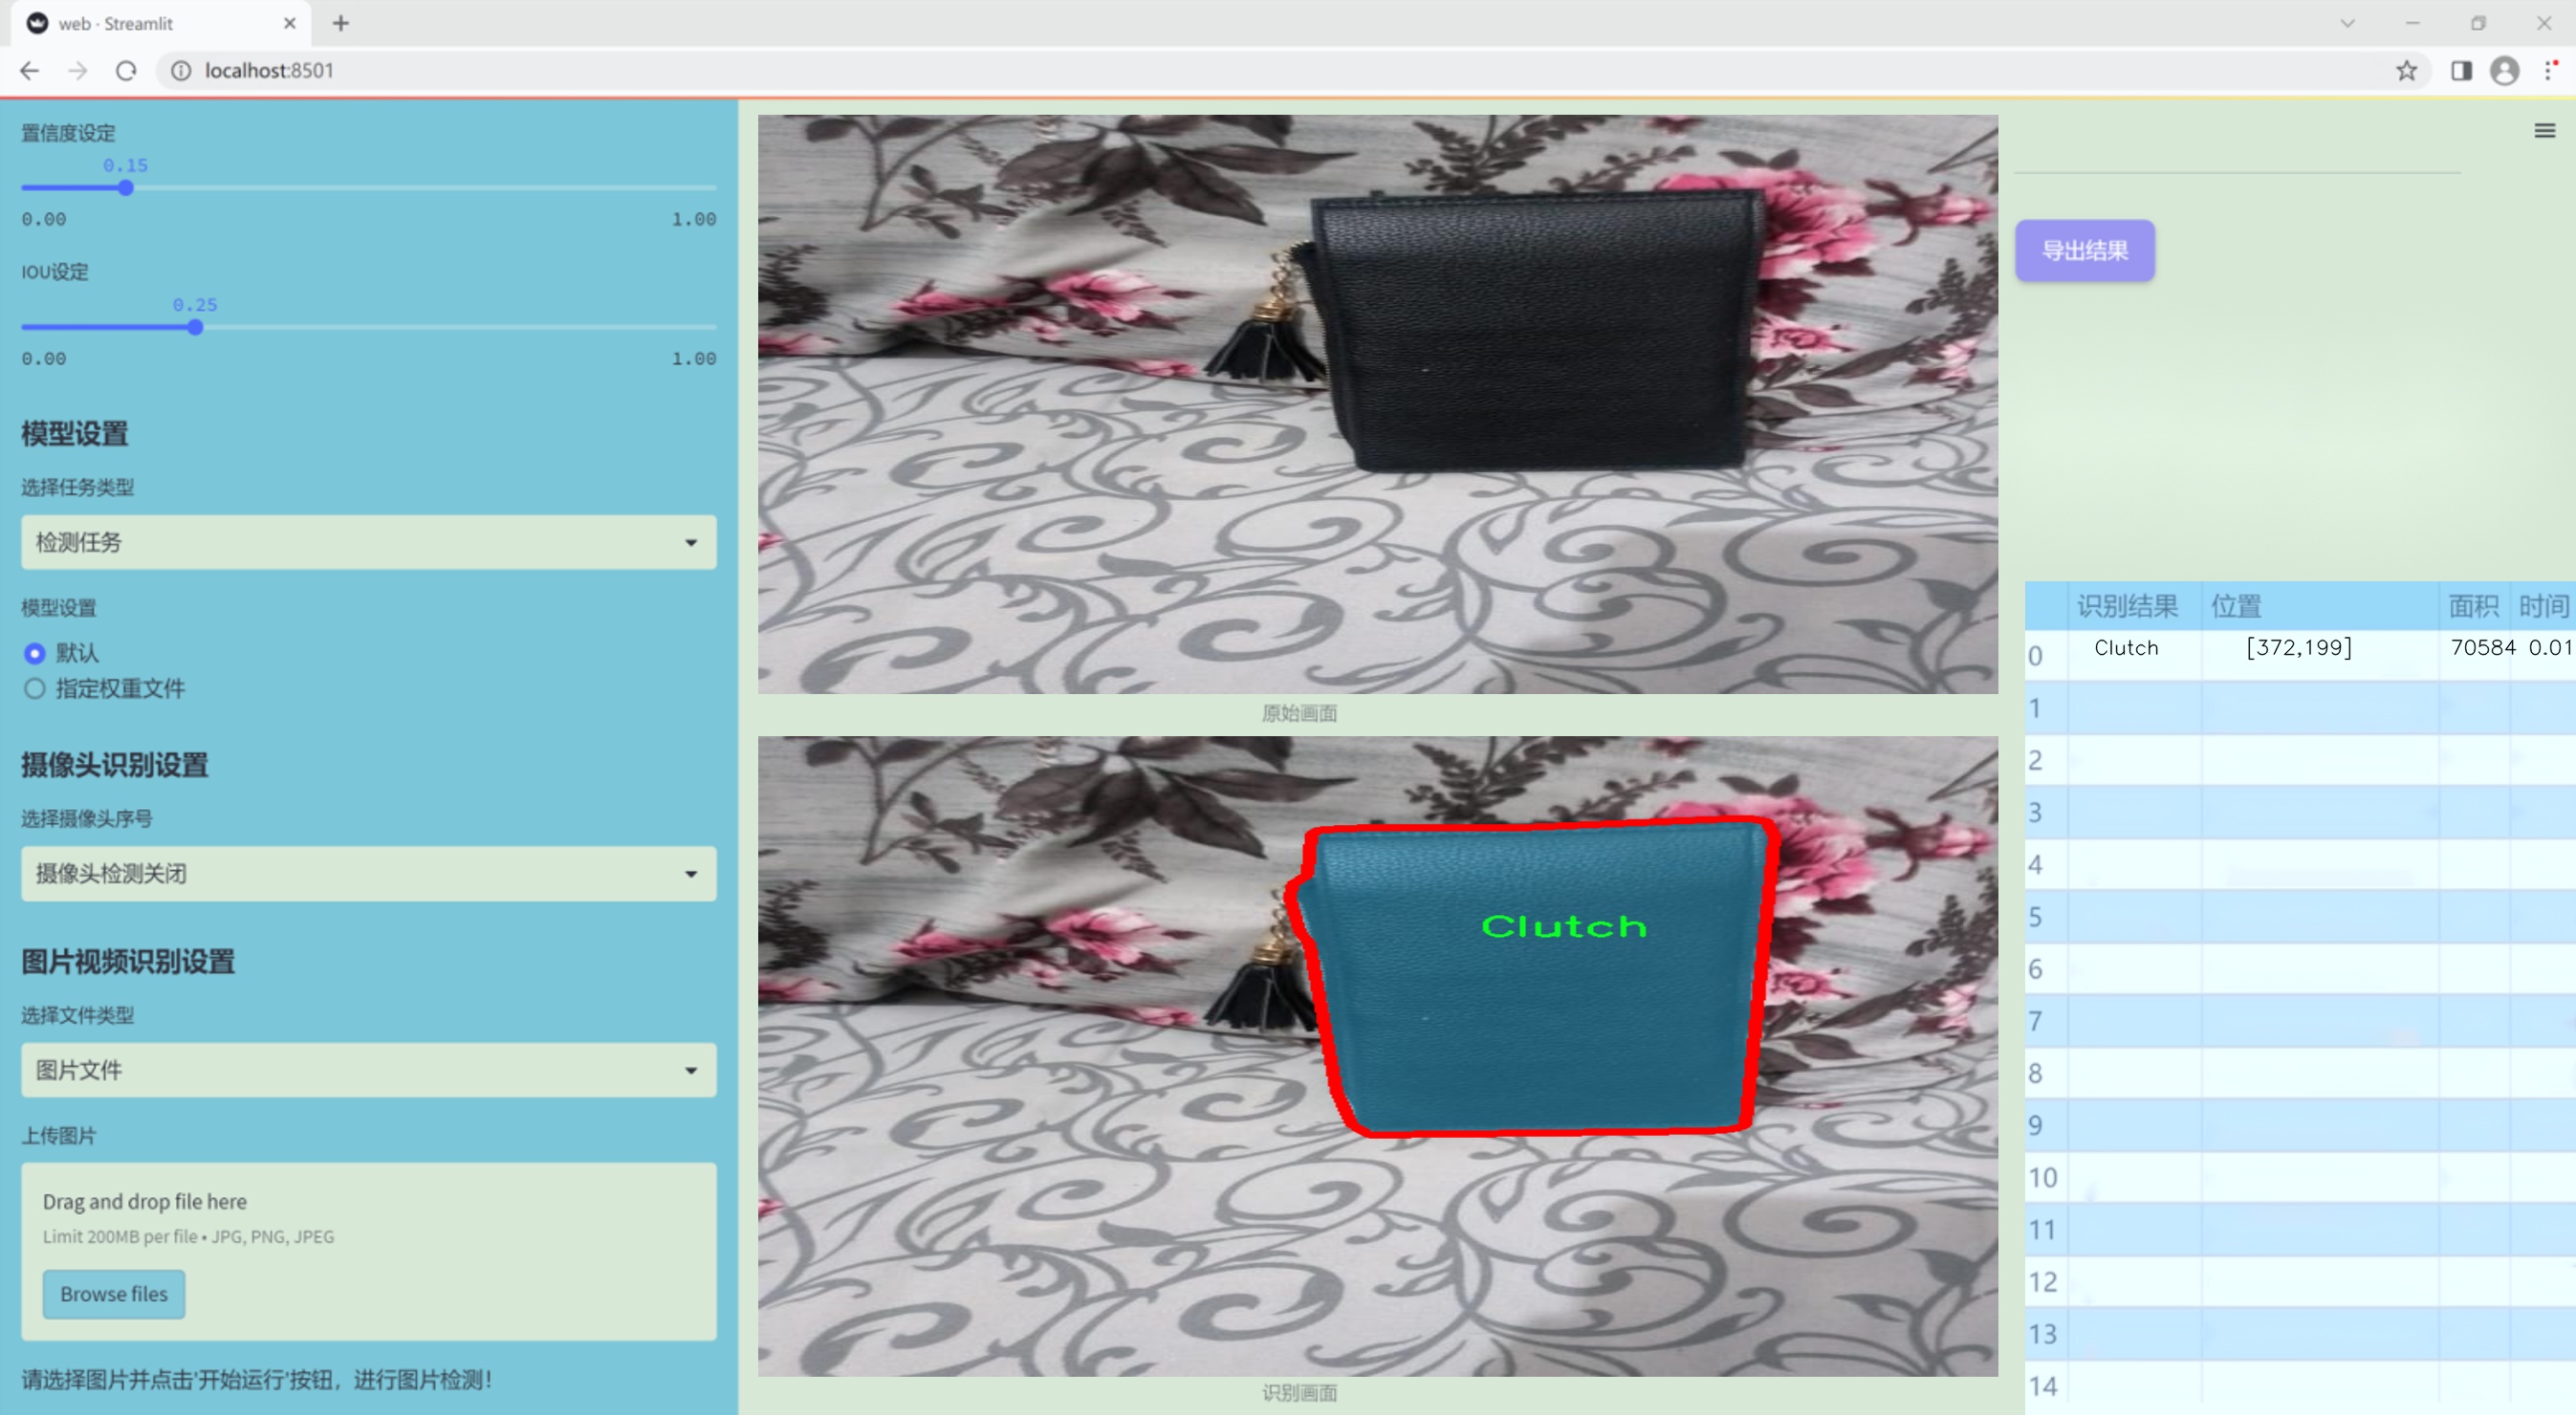 web · Streamlit
localhost:8501
置信度设定
0.15
0.00 1.00
IOU设定
0.25
0.00 1.00
模型设置
选择任务类型
检测任务
模型设置
默认
指定权重文件
摄像头识别设置
选择摄像头序号
摄像头检测关闭
图片视频识别设置
选择文件类型
图片文件
上传图片
Drag and drop file here
Limit 200MB per file • JPG, PNG, JPEG
Browse files
请选择图片并点击'开始运行'按钮，进行图片检测！
原始画面
Clutch
识别画面
导出结果
识别结果 位置 面积 时间
0 Clutch [372,199] 70584 0.01
1
2
3
4
5
6
7
8
9
10
11
12
13
14